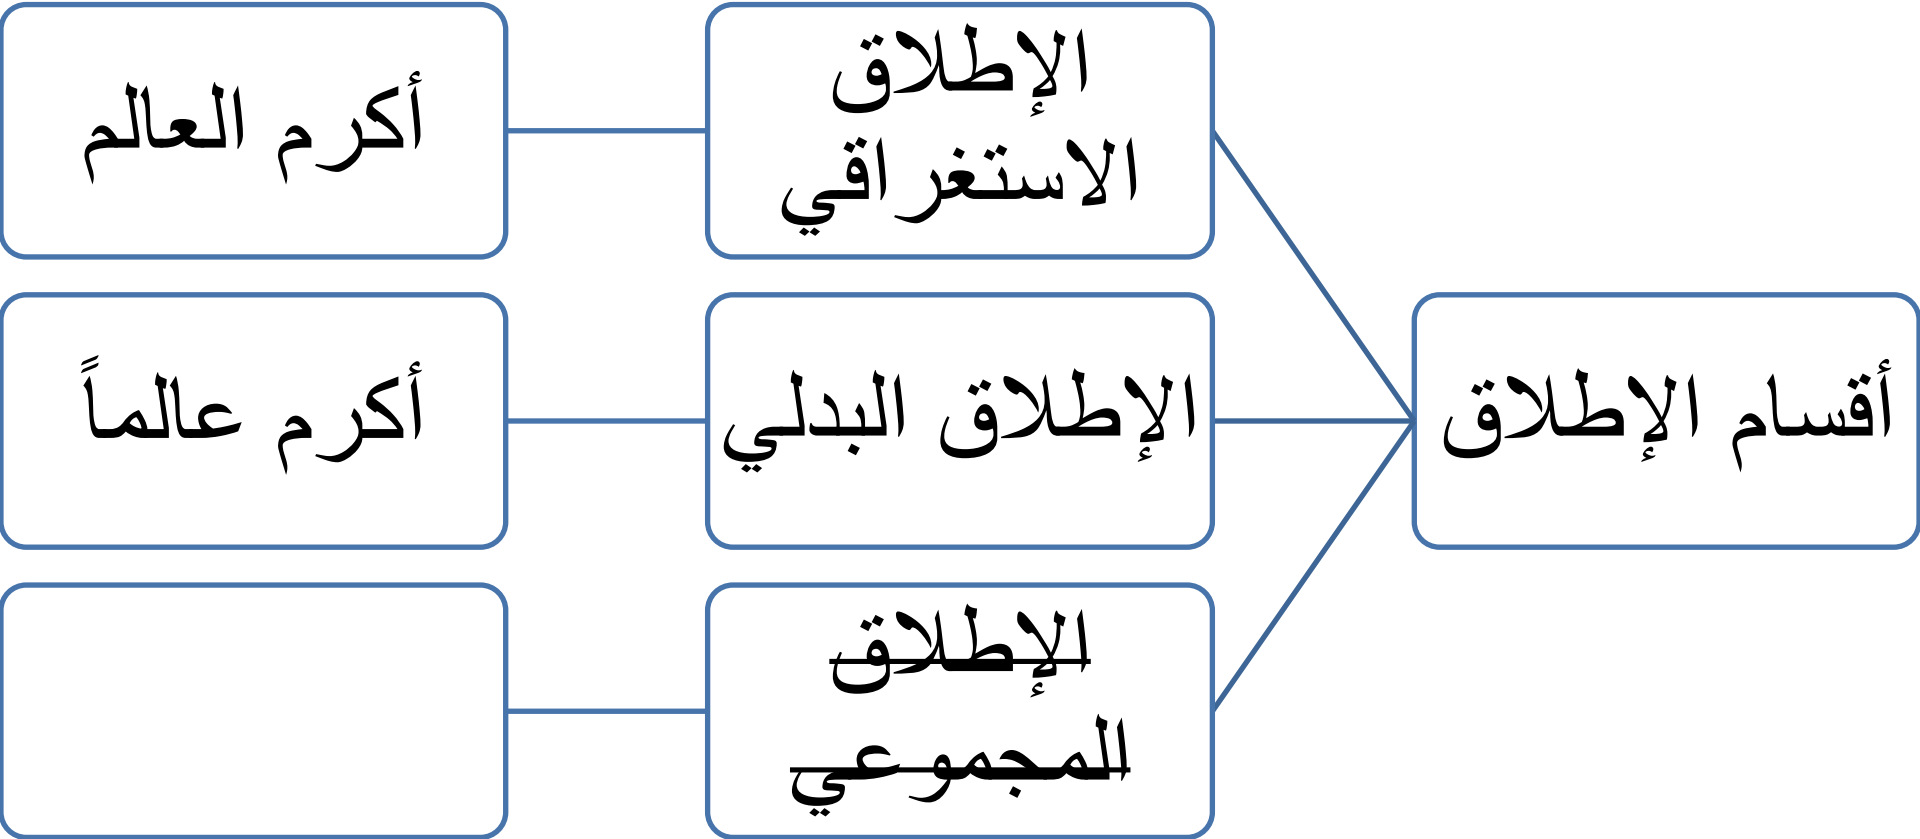 أقسام الإطلاق
الإطلاق
الاستغراقي
أكرم العالم
الإطلاق البدلي
أكرم عالماً
الإطلاق
المجموعي